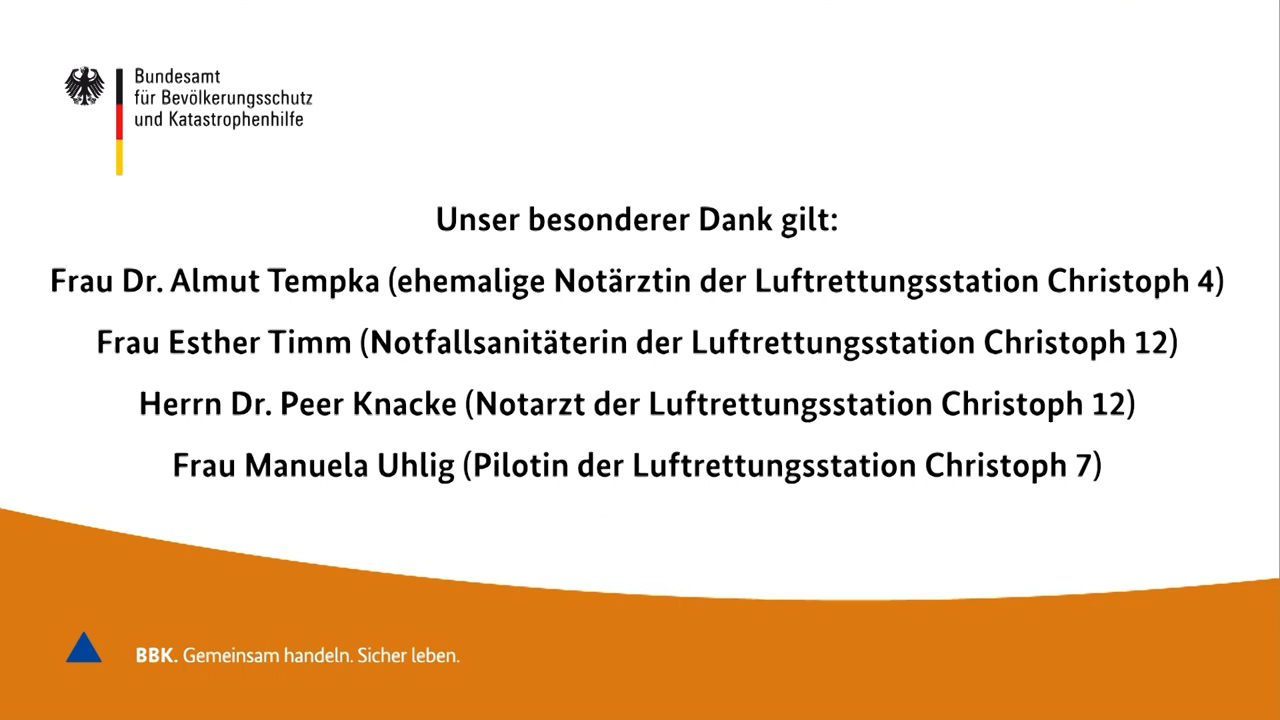 Bundesamt
für Bevölkerungsschutz
und Katastrophenhilfe
Unser besonderer Dank gilt:
Frau Dr. Almut Tempka (ehemalige Notärztin der Luftrettungsstation Christoph 4)
Frau Esther Timm (Notfallsanitäterin der Luftrettungsstation Christoph 12)
Herrn Dr. Peer Knacke (Notarzt der Luftrettungsstation Christoph 12)
Frau Manuela Uhlig (Pilotin der Luftrettungsstation Christoph 7)
BBK. Gemeinsam handeln. Sicher leben.